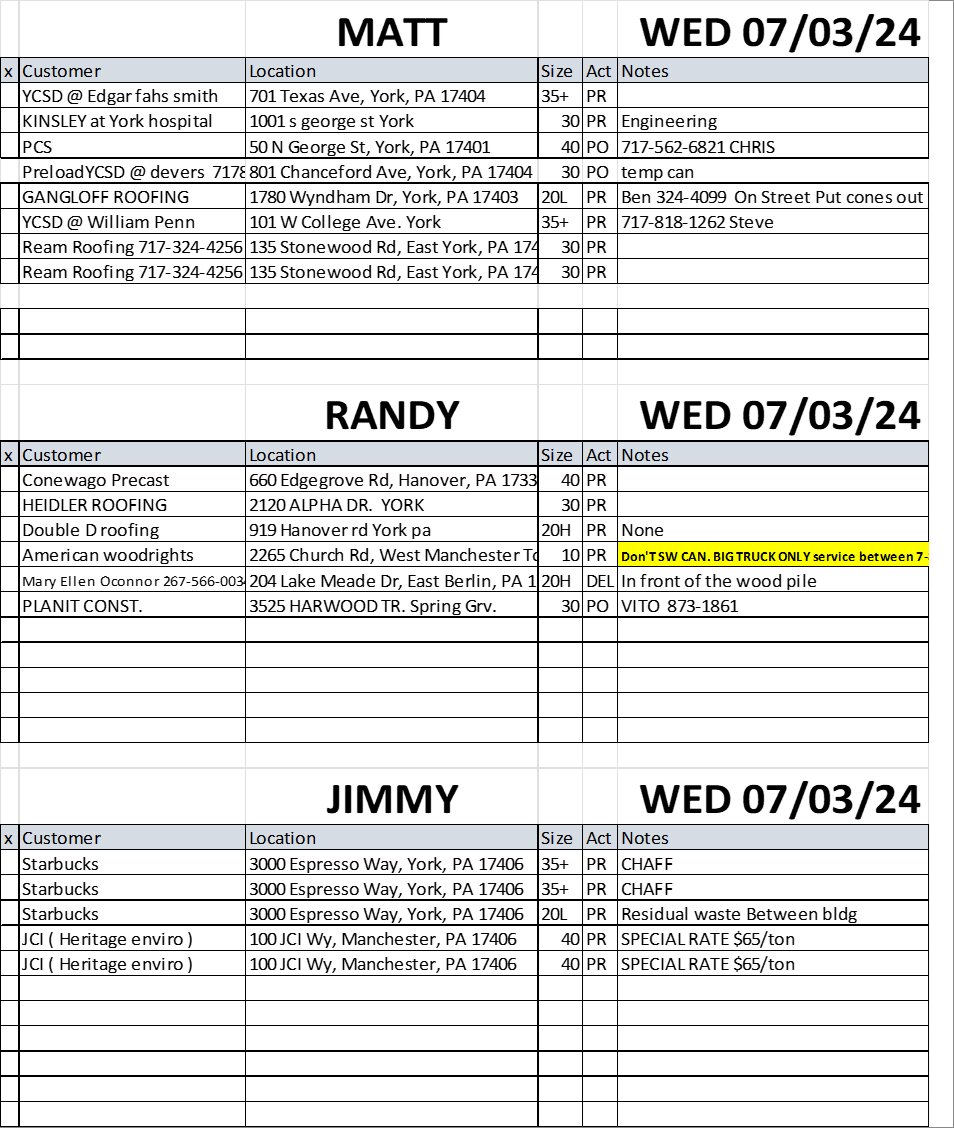 MATT WED 07/03/24
x Customer Location Size Act Notes
YCSD @ Edgar fahs smith 701 Texas Ave, York, PA 17404 35+ PR
KINSLEY at York hospital 1001 s george st York 30 PR Engineering
PCS 50 N George St, York, PA 17401 40 PO 717-562-6821 CHRIS
PreloadYCSD @ devers 7178 801 Chanceford Ave, York, PA 17404 30 PO temp can
GANGLOFF ROOFING 1780 Wyndham Dr, York, PA 17403 20L PR Ben 324-4099 On Street Put cones out
YCSD @ William Penn 101 W College Ave. York 35+ PR 717-818-1262 Steve
Ream Roofing 717-324-4256 135 Stonewood Rd, East York, PA 174 30 PR
Ream Roofing 717-324-4256 135 Stonewood Rd, East York, PA 174 30 PR
RANDY WED 07/03/24
x Customer Location Size Act Notes
Conewago Precast 660 Edgegrove Rd, Hanover, PA 1733 40 PR
HEIDLER ROOFING 2120 ALPHA DR. YORK 30 PR
Double D roofing 919 Hanover rd York pa 20H PR None
American woodrights 2265 Church Rd, West Manchester To 10 PR Don'T SW CAN. BIG TRUCK ONLY service between 7-
Mary Ellen Oconnor 267-566-003 204 Lake Meade Dr, East Berlin, PA 1 20H DEL In front of the wood pile
PLANIT CONST. 3525 HARWOOD TR. Spring Grv. 30 PO VITO 873-1861
JIMMY WED 07/03/24
x Customer Location Size Act Notes
Starbucks 3000 Espresso Way, York, PA 17406 35+ PR CHAFF
Starbucks 3000 Espresso Way, York, PA 17406 35+ PR CHAFF
Starbucks 3000 Espresso Way, York, PA 17406 20L PR Residual waste Between bldg
JCI ( Heritage enviro ) 100 JCI Wy, Manchester, PA 17406 40 PR SPECIAL RATE $65/ton
JCI ( Heritage enviro ) 100 JCI Wy, Manchester, PA 17406 40 PR SPECIAL RATE $65/ton